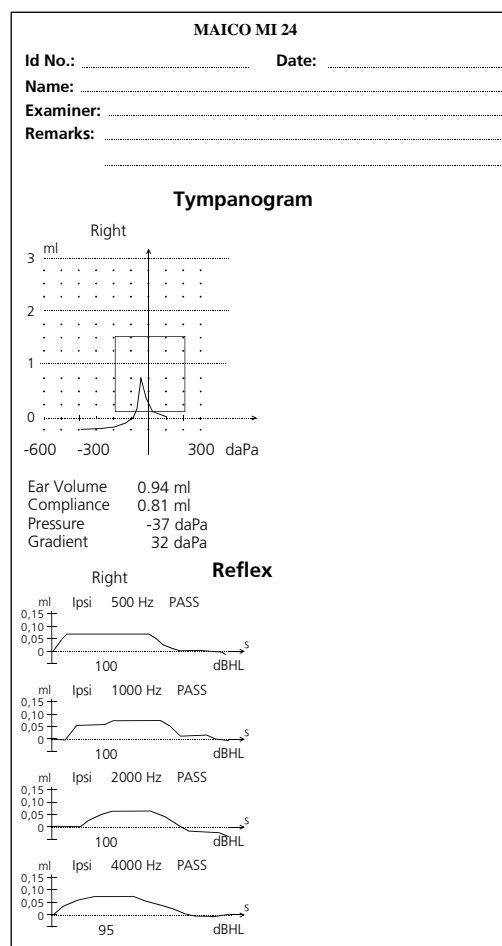 MAICO MI 24
Id No.: Date:
Name:
Examiner:
Remarks:
Tympanogram
Right
ml
3
2
1
0
-600 -300 300 daPa
Ear Volume 0.94 ml
Compliance 0.81 ml
Pressure -37 daPa
Gradient 32 daPa
Reflex
Right
ml Ipsi 500 Hz PASS
0,15
0,10
0,05
0
s
100 dBHL
ml Ipsi 1000 Hz PASS
0,15
0,10
0,05
0
s
100 dBHL
ml Ipsi 2000 Hz PASS
0,15
0,10
0,05
0
s
100 dBHL
ml Ipsi 4000 Hz PASS
0,15
0,10
0,05
0
s
95 dBHL